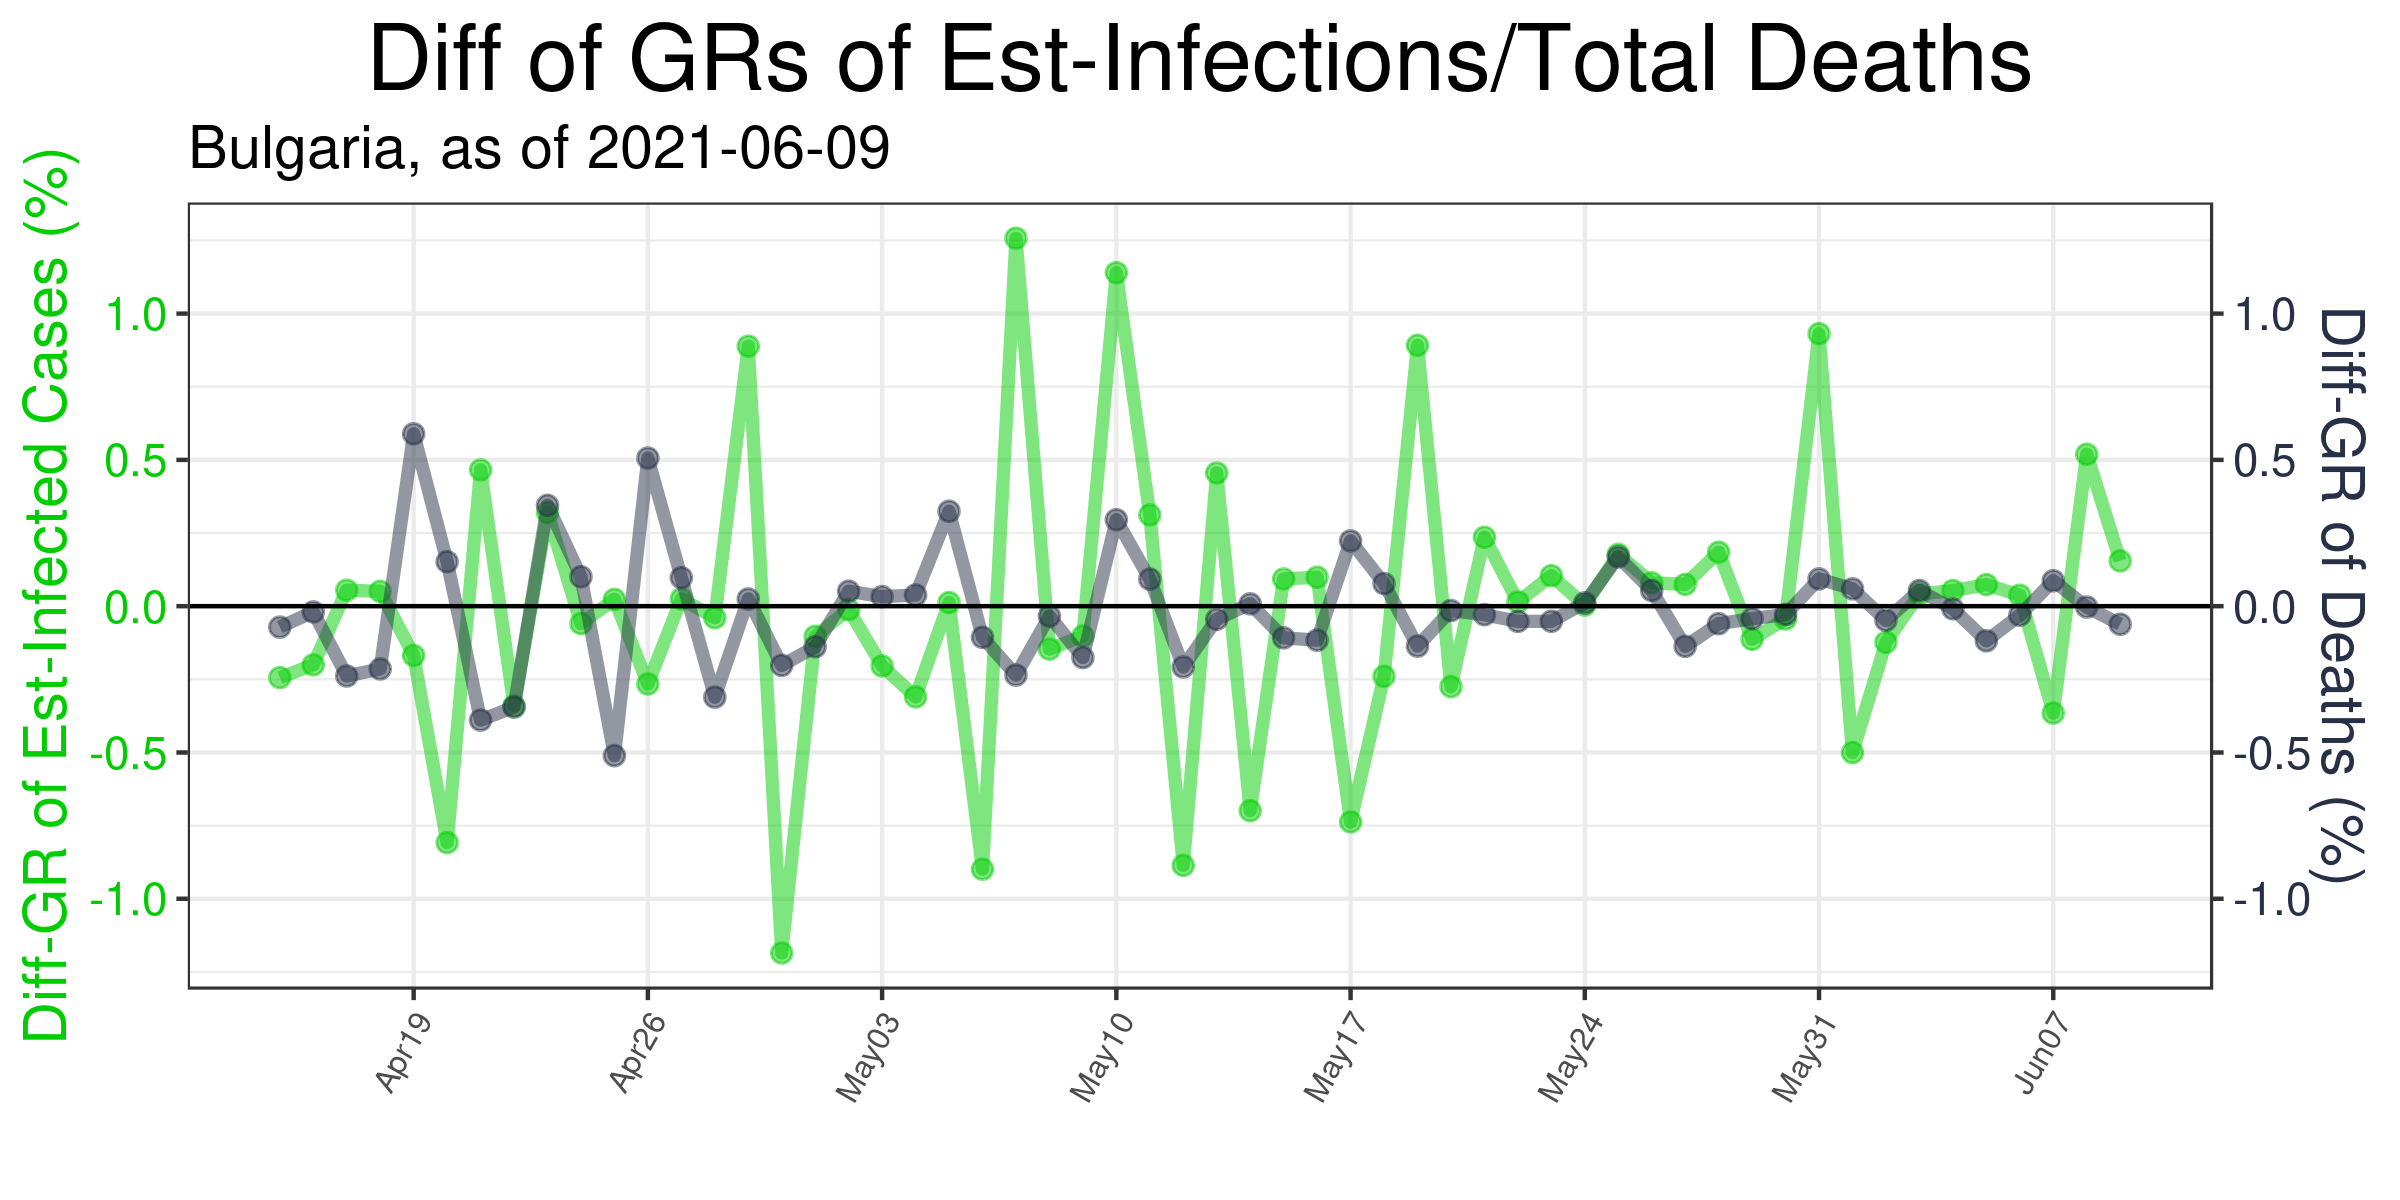 Diff of GRs of Est-Infections/Total Deaths
Bulgaria, as of 2021-06-09
Diff-GR of Est-Infected Cases (%)
1.0
0.5
0.0
-0.5
-1.0
1.0
0.5
0.0
-0.5
-1.0
Diff-GR of Deaths (%)
Apr19
Apr26
May03
May10
May17
May24
May31
Jun07